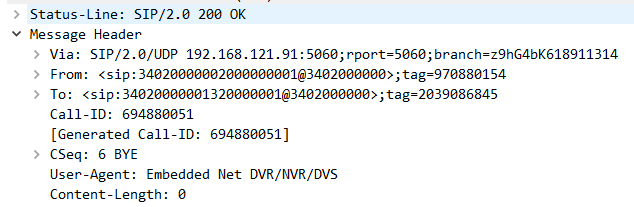 Status-Line: SIP/2.0 200 OK
Message Header
Via: SIP/2.0/UDP 192.168.121.91:5060;rport=5060;branch=z9hG4bK618911314
From: <sip:34020000002000000001@3402000000>;tag=970880154
To: <sip:34020000001320000001@3402000000>;tag=2039086845
Call-ID: 694880051
[Generated Call-ID: 694880051]
CSeq: 6 BYE
User-Agent: Embedded Net DVR/NVR/DVS
Content-Length: 0